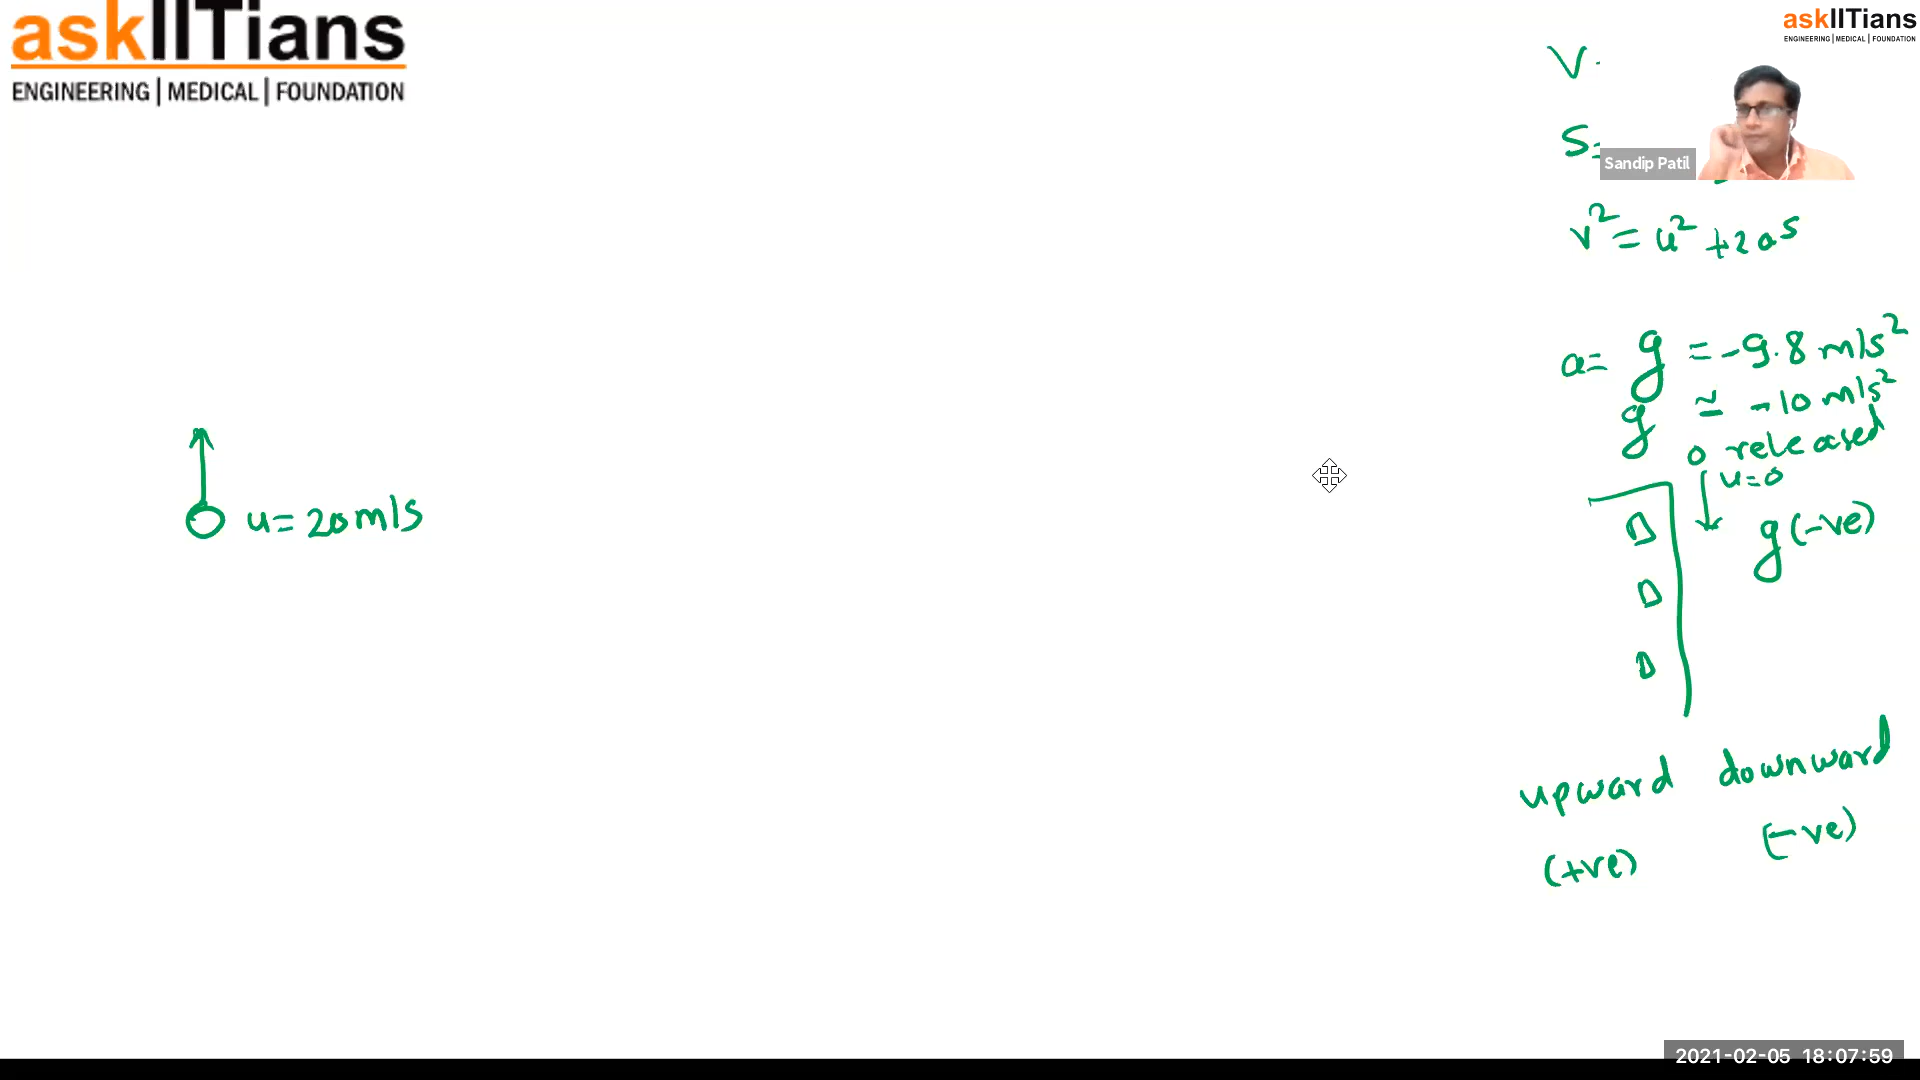 askIITians
ENGINEERING | MEDICAL | FOUNDATION
askIITians
ENGINEERING | MEDICAL | FOUNDATION
V
S=
Sandip Patil
v² = u² + 2as
a = g = -9.8 m/s²
g ≃ -10 m/s²
released
u=0
g (-ve)
u = 20 m/s
upward downward
(+ve) (-ve)
2021-02-05 18:07:59